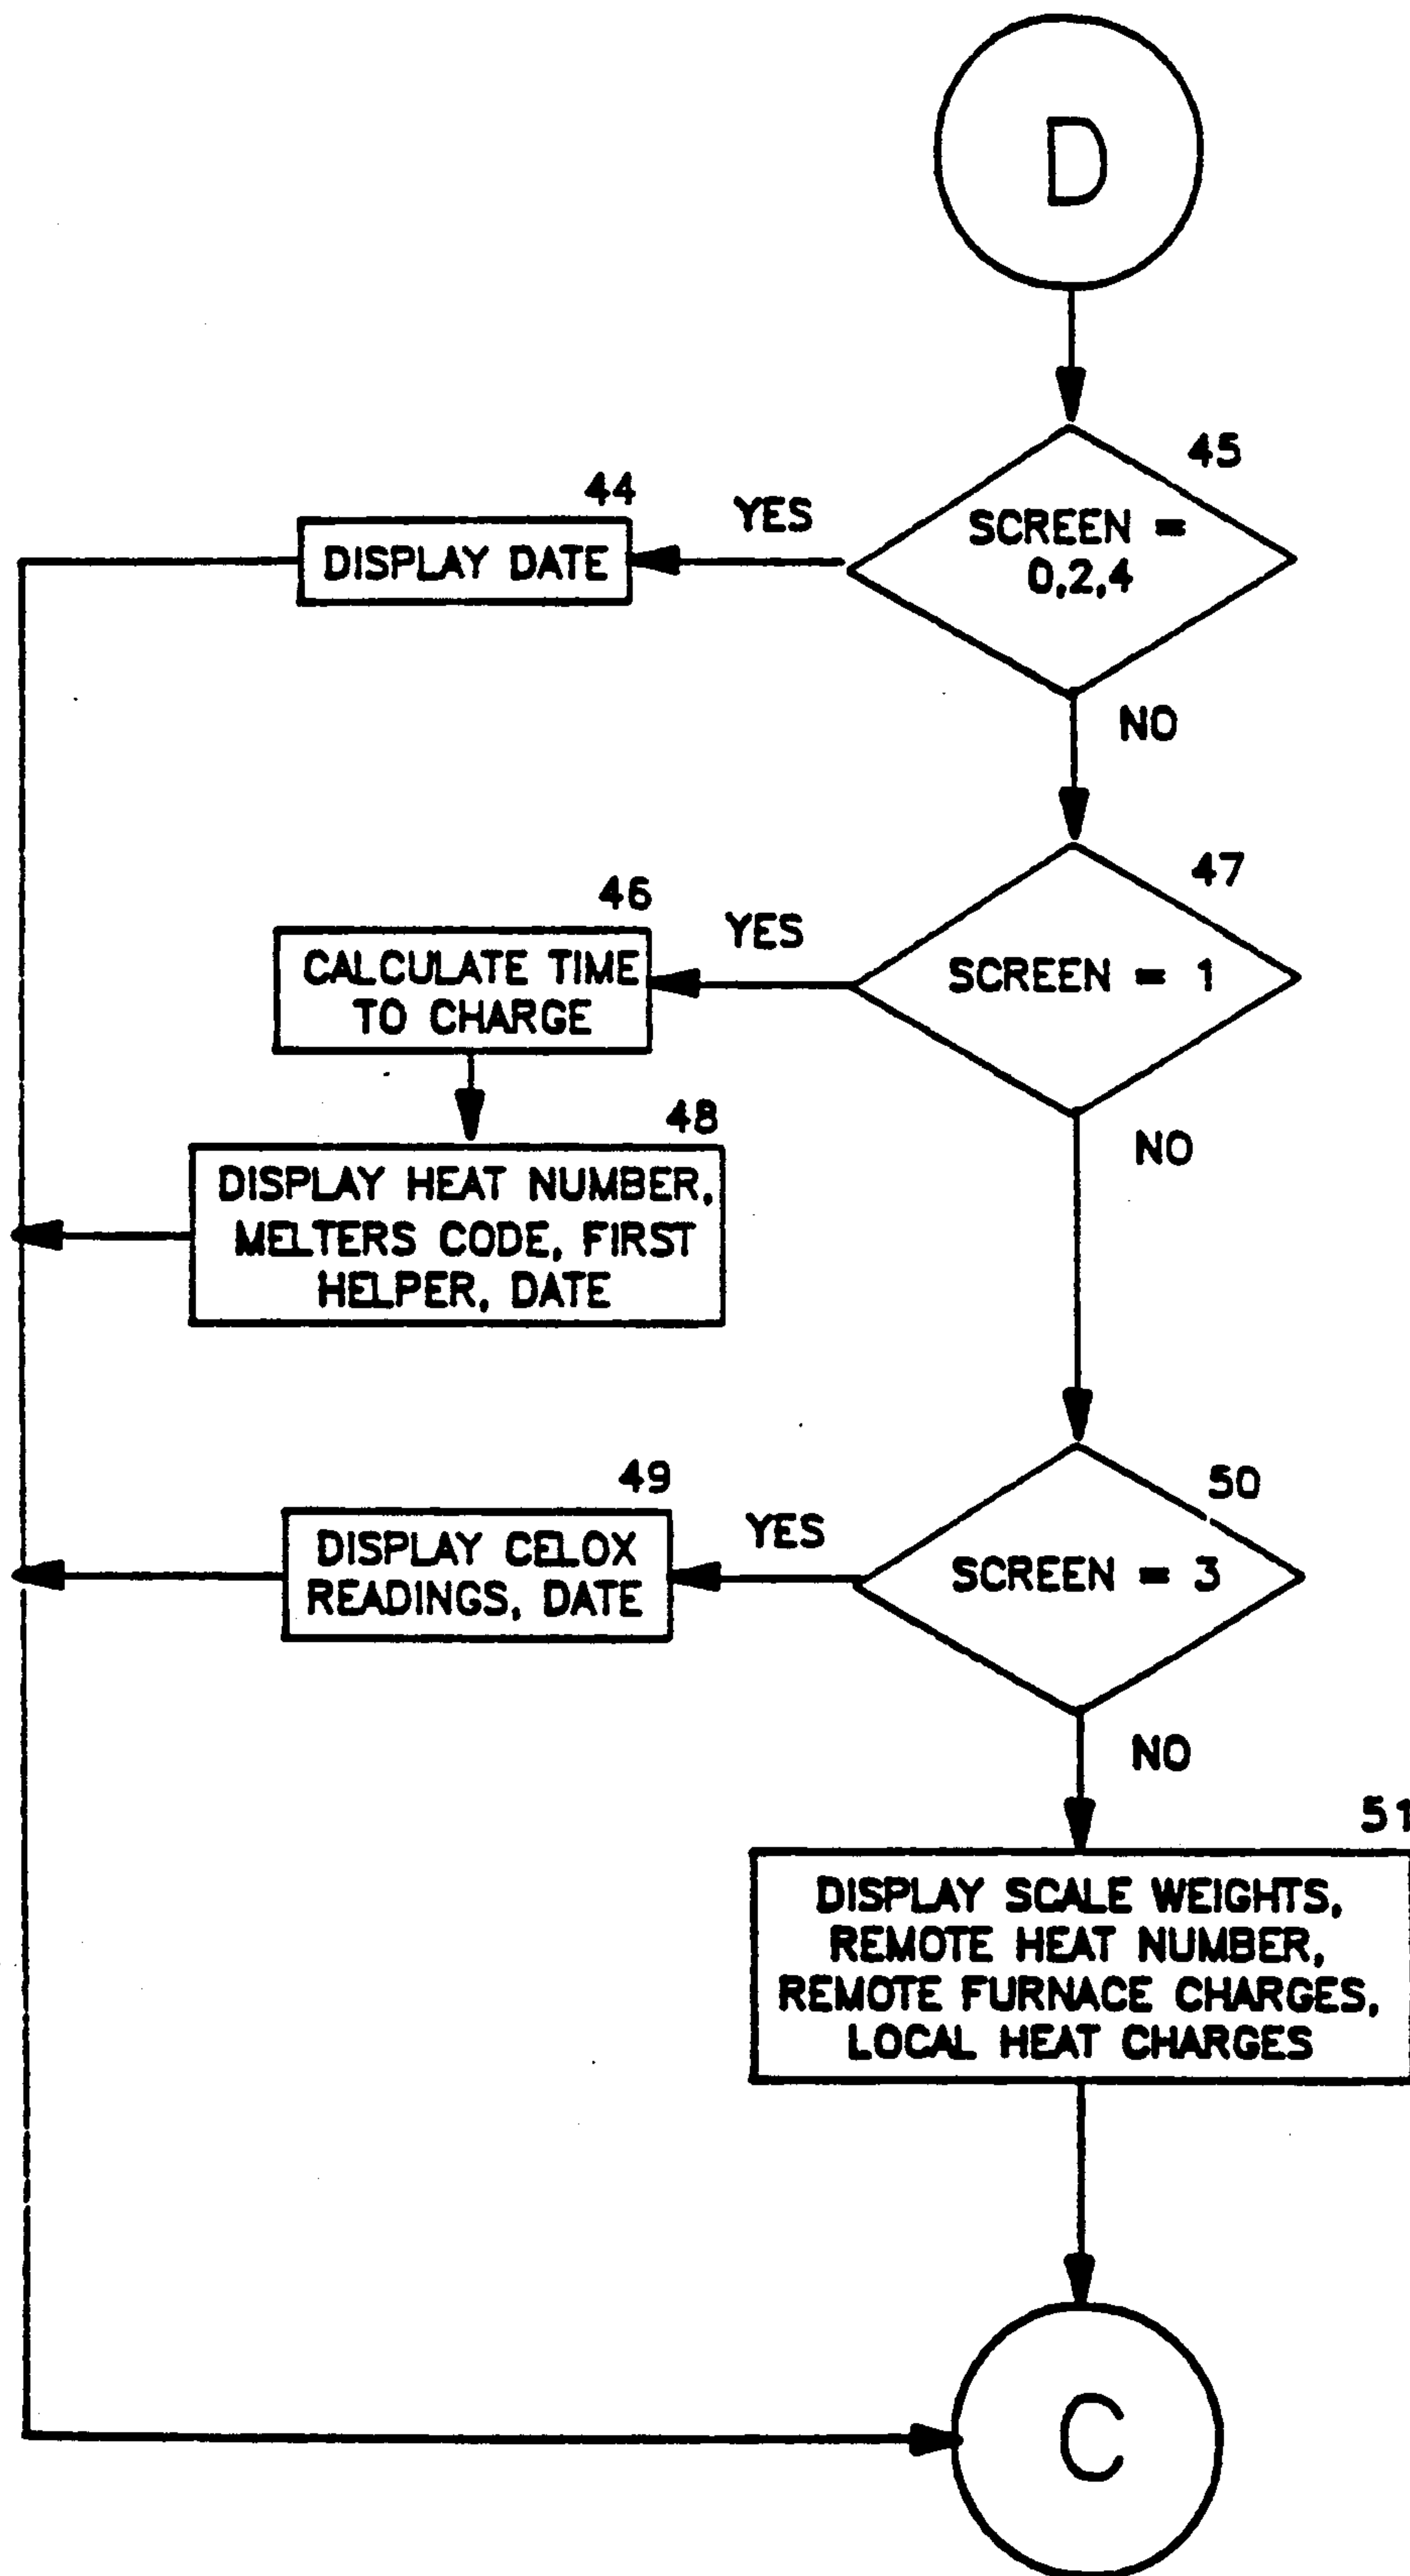 D
45
SCREEN =
0,2,4
YES
44
DISPLAY DATE
NO
47
SCREEN = 1
YES
46
CALCULATE TIME
TO CHARGE
48
DISPLAY HEAT NUMBER,
MELTERS CODE, FIRST
HELPER, DATE
NO
50
SCREEN = 3
YES
49
DISPLAY CELOX
READINGS, DATE
NO
51
DISPLAY SCALE WEIGHTS,
REMOTE HEAT NUMBER,
REMOTE FURNACE CHARGES,
LOCAL HEAT CHARGES
C